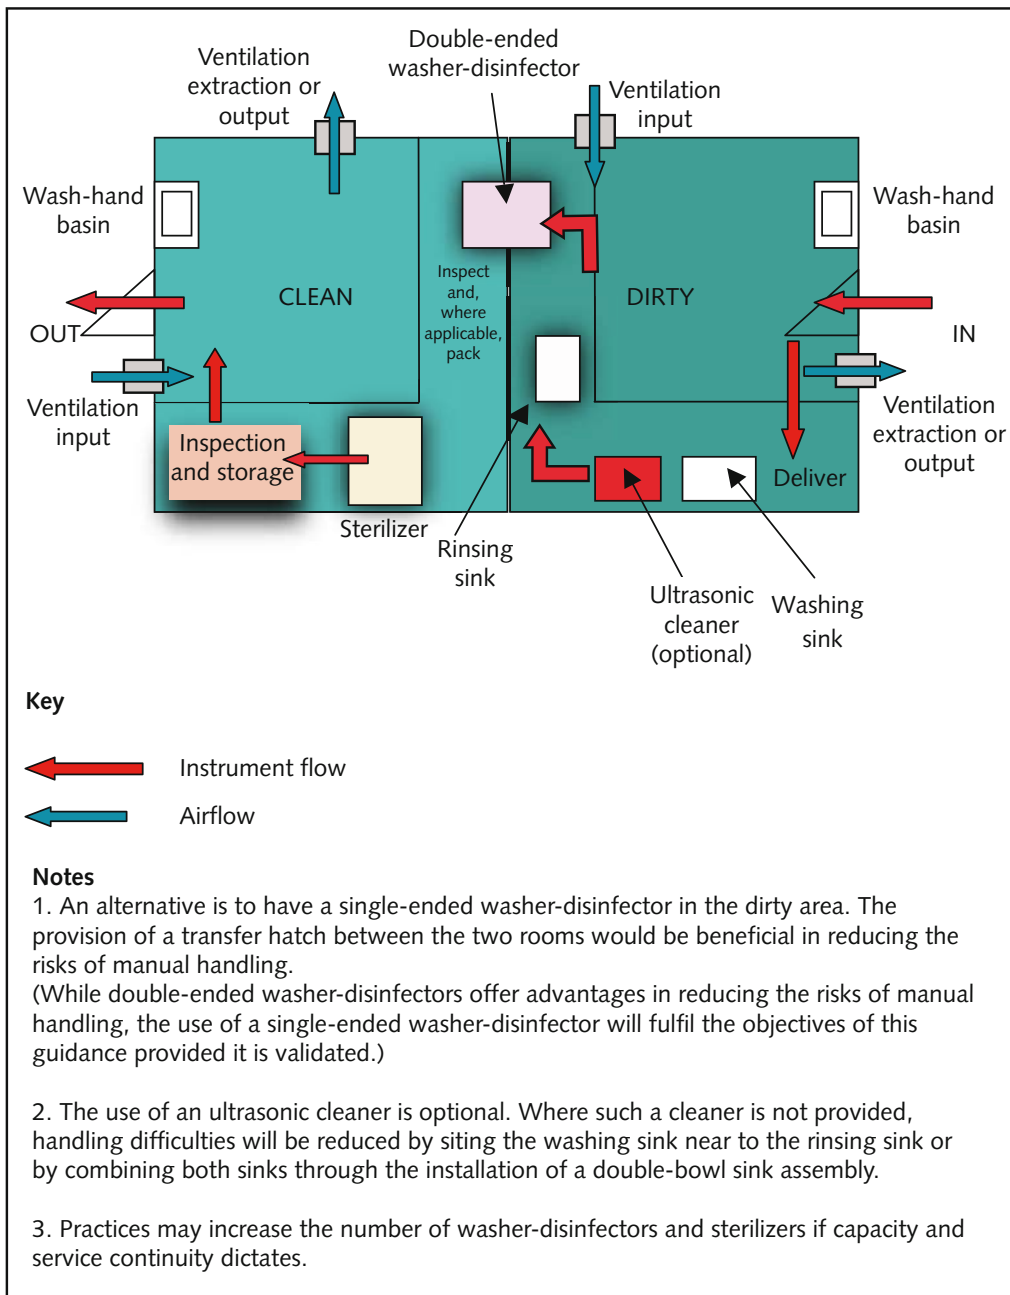 Double-ended
washer-disinfector
Ventilation
extraction or
output
Ventilation
input
Wash-hand
basin
Wash-hand
basin
Inspect
and,
where
applicable,
pack
CLEAN
DIRTY
OUT
IN
Ventilation
input
Ventilation
extraction or
output
Inspection
and storage
Deliver
Sterilizer
Rinsing
sink
Ultrasonic
cleaner
(optional)
Washing
sink
Key
Instrument flow
Airflow
Notes
1. An alternative is to have a single-ended washer-disinfector in the dirty area. The
provision of a transfer hatch between the two rooms would be beneficial in reducing the
risks of manual handling.
(While double-ended washer-disinfectors offer advantages in reducing the risks of manual
handling, the use of a single-ended washer-disinfector will fulfil the objectives of this
guidance provided it is validated.)
2. The use of an ultrasonic cleaner is optional. Where such a cleaner is not provided,
handling difficulties will be reduced by siting the washing sink near to the rinsing sink or
by combining both sinks through the installation of a double-bowl sink assembly.
3. Practices may increase the number of washer-disinfectors and sterilizers if capacity and
service continuity dictates.